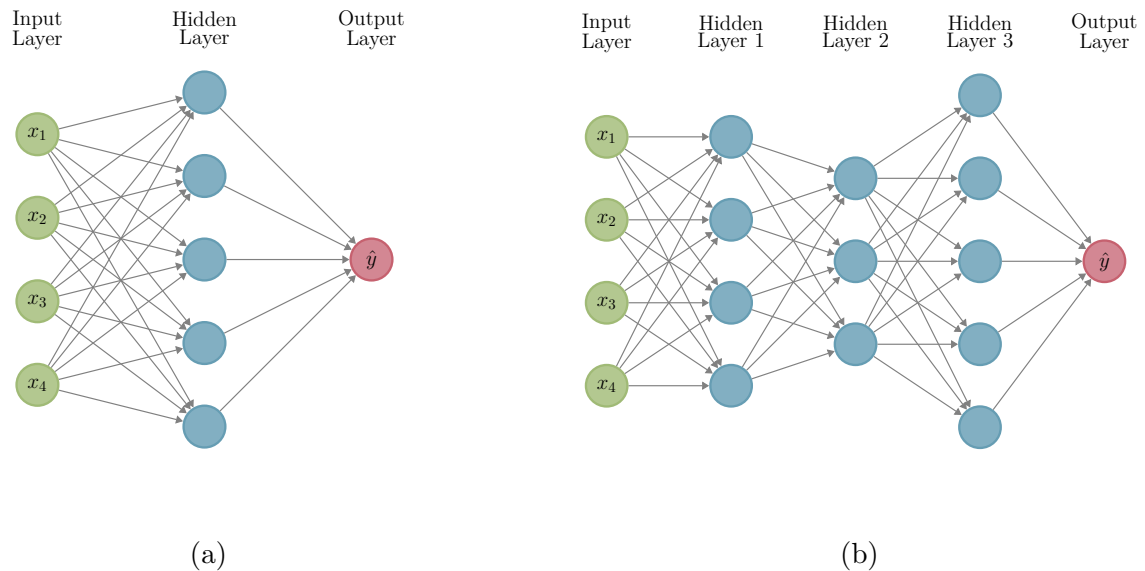 Input
Layer
Hidden
Layer
Output
Layer
x₁
x₂
x₃
x₄
ŷ
(a)
Input
Layer
Hidden
Layer 1
Hidden
Layer 2
Hidden
Layer 3
Output
Layer
x₁
x₂
x₃
x₄
ŷ
(b)